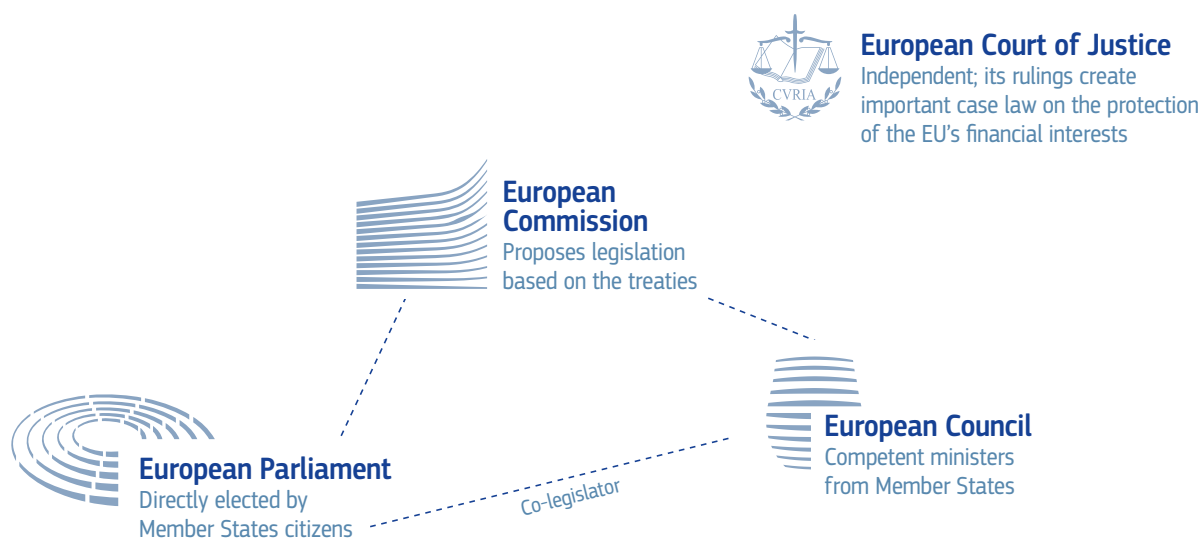 European Court of Justice
Independent; its rulings create
important case law on the protection
of the EU's financial interests
CVRIA
European
Commission
Proposes legislation
based on the treaties
European Council
Competent ministers
from Member States
European Parliament
Directly elected by
Member States citizens
Co-legislator